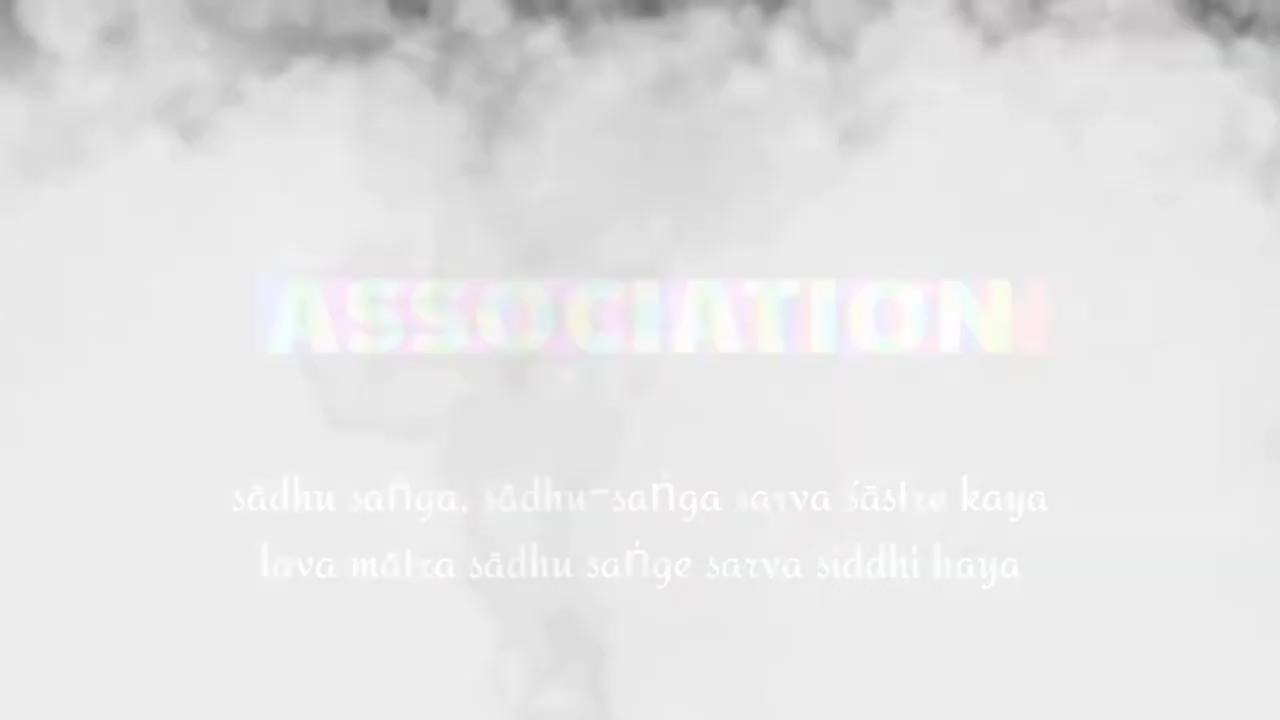 ASSOCIATION
sādhu saṅga, sādhu-saṅga sarva śāstre kaya
lava mātra sādhu saṅge sarva siddhi haya